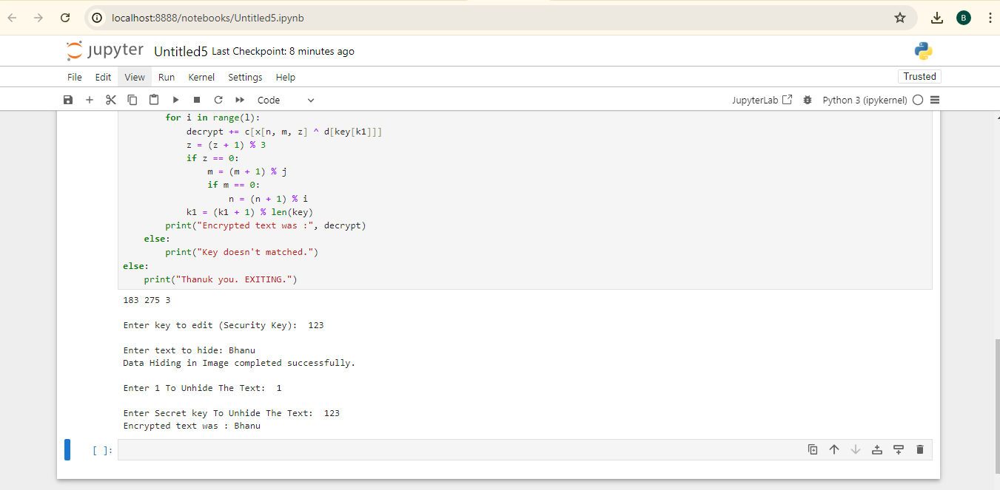 localhost:8888/notebooks/Untitled5.ipynb
B
jupyter Untitled5 Last Checkpoint: 8 minutes ago
File Edit View Run Kernel Settings Help
Trusted
Code
JupyterLab
Python 3 (ipykernel)
for i in range(l):
decrypt += c[x[n, m, z] ^ d[key[k1]]]
z = (z + 1) % 3
if z == 0:
m = (m + 1) % j
if m == 0:
n = (n + 1) % i
k1 = (k1 + 1) % len(key)
print("Encrypted text was :", decrypt)
else:
print("Key doesn't matched.")
else:
print("Thanuk you. EXITING.")
183 275 3
Enter key to edit (Security Key): 123
Enter text to hide: Bhanu
Data Hiding in Image completed successfully.
Enter 1 To Unhide The Text: 1
Enter Secret key To Unhide The Text: 123
Encrypted text was : Bhanu
[ ]: